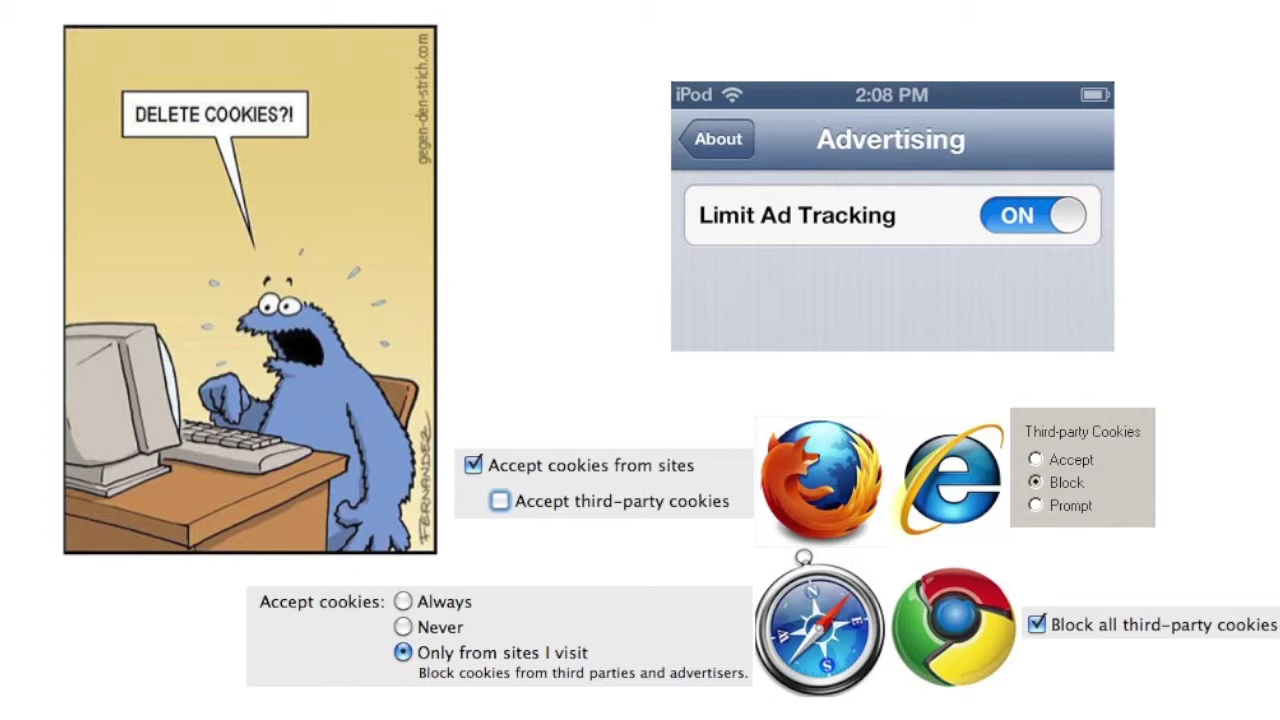 gegen-den-strich.com
DELETE COOKIES?!
FERNANDEZ
iPod
2:08 PM
About
Advertising
Limit Ad Tracking
ON
Accept cookies from sites
Accept third-party cookies
Third-party Cookies
Accept
Block
Prompt
Accept cookies:
Always
Never
Only from sites I visit
Block cookies from third parties and advertisers.
N
E
S
W
Block all third-party cookies